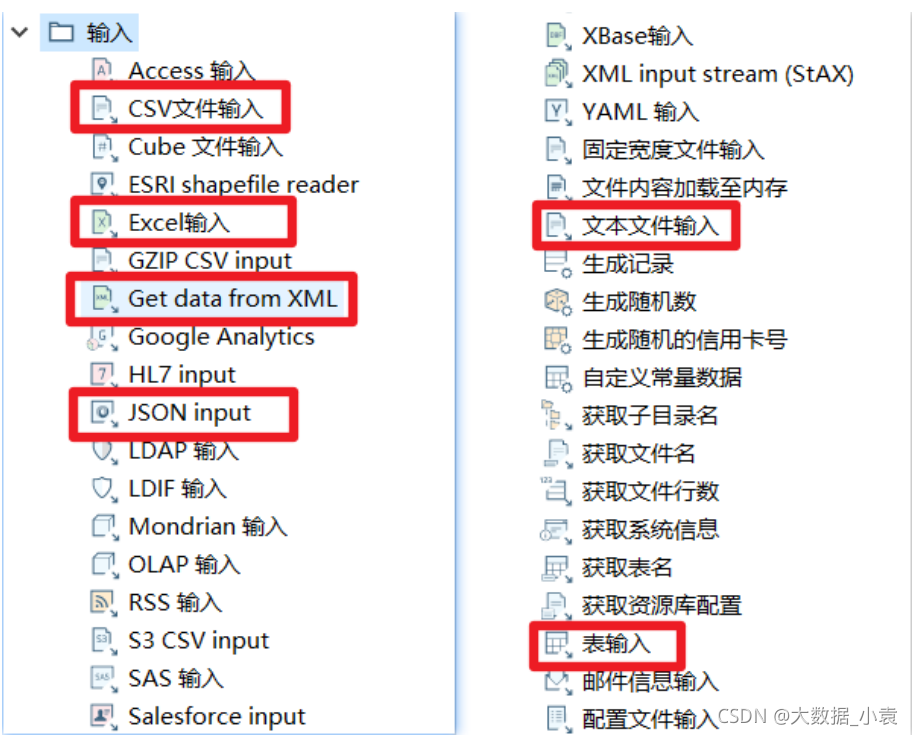 输入
Access 输入
CSV文件输入
Cube 文件输入
ESRI shapefile reader
Excel输入
GZIP CSV input
Get data from XML
Google Analytics
HL7 input
JSON input
LDAP 输入
LDIF 输入
Mondrian 输入
OLAP 输入
RSS 输入
S3 CSV input
SAS 输入
Salesforce input
XBase输入
XML input stream (StAX)
YAML 输入
固定宽度文件输入
文件内容加载至内存
文本文件输入
生成记录
生成随机数
生成随机的信用卡号
自定义常量数据
获取子目录名
获取文件名
获取文件行数
获取系统信息
获取表名
获取资源库配置
表输入
邮件信息输入
配置文件输入
CSDN @大数据_小袁